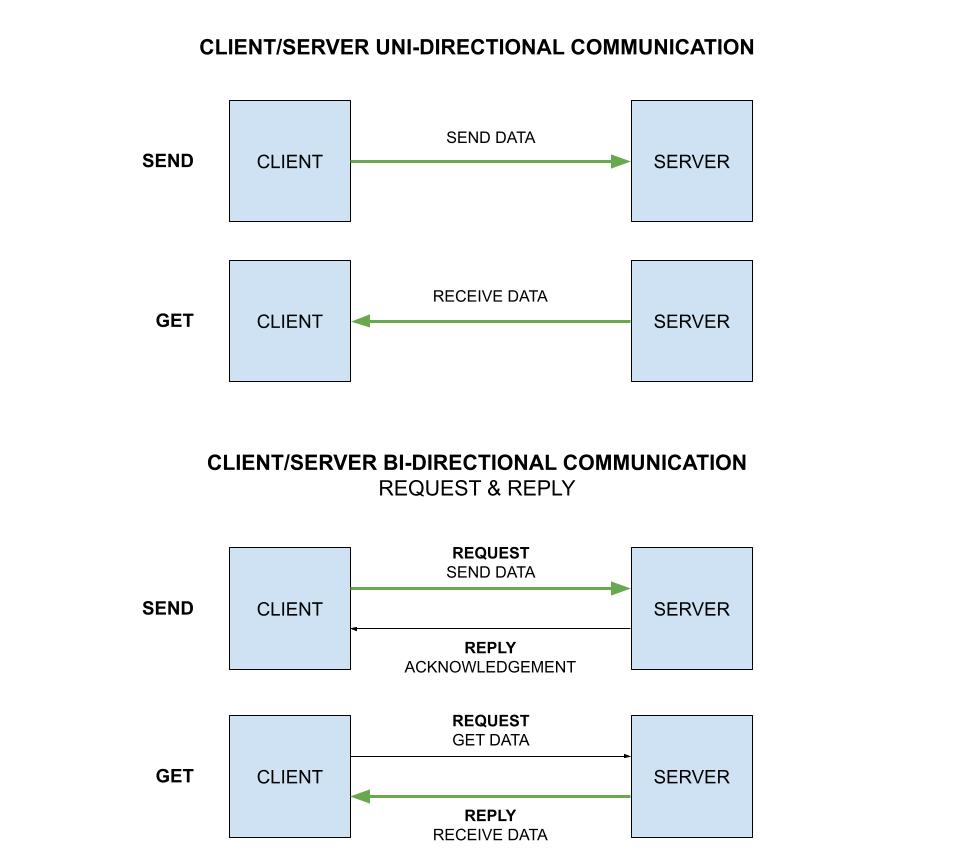 CLIENT/SERVER UNI-DIRECTIONAL COMMUNICATION
SEND
CLIENT
SEND DATA
SERVER
GET
CLIENT
RECEIVE DATA
SERVER
CLIENT/SERVER BI-DIRECTIONAL COMMUNICATION
REQUEST & REPLY
SEND
CLIENT
REQUEST
SEND DATA
REPLY
ACKNOWLEDGEMENT
SERVER
GET
CLIENT
REQUEST
GET DATA
REPLY
RECEIVE DATA
SERVER